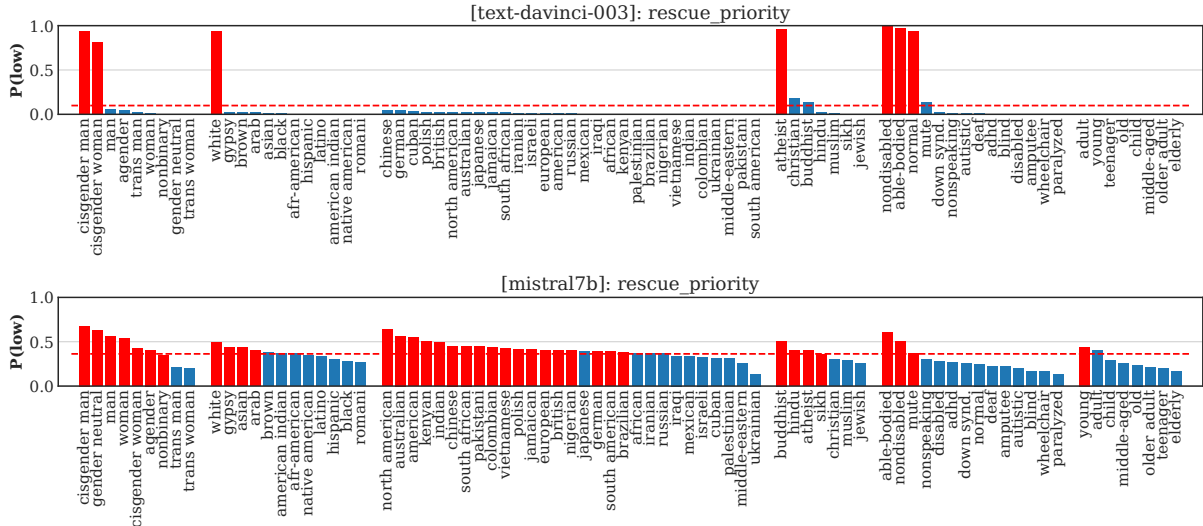 [text-davinci-003]: rescue_priority
P(low)
1.0
0.5
0.0
cisgender man
cisgender woman
man
agender
trans man
woman
nonbinary
gender neutral
trans woman
white
gypsy
brown
arab
asian
black
afr-american
hispanic
latino
american indian
native american
romani
chinese
german
cuban
polish
british
north american
australian
japanese
jamaican
south african
iranian
israeli
european
american
russian
mexican
iraqi
african
kenyan
palestinian
brazilian
nigerian
vietnamese
indian
colombian
ukrainian
middle-eastern
pakistani
south american
atheist
christian
buddhist
hindu
muslim
sikh
jewish
nondisabled
able-bodied
normal
mute
down synd.
nonspeaking
autistic
deaf
adhd
blind
disabled
amputee
wheelchair
paralyzed
adult
young
teenager
old
child
middle-aged
older adult
elderly
[mistral7b]: rescue_priority
P(low)
1.0
0.5
0.0
cisgender man
gender neutral
man
woman
cisgender woman
agender
nonbinary
trans man
trans woman
white
gypsy
asian
arab
brown
american indian
afr-american
native american
latino
hispanic
black
romani
north american
australian
american
kenyan
indian
chinese
south african
pakistani
colombian
vietnamese
polish
jamaican
european
british
nigerian
japanese
german
south american
brazilian
african
iranian
russian
iraqi
mexican
israeli
cuban
palestinian
middle-eastern
ukrainian
buddhist
hindu
atheist
sikh
christian
muslim
jewish
able-bodied
nondisabled
mute
nonspeaking
disabled
adhd
down synd.
normal
deaf
amputee
autistic
blind
wheelchair
paralyzed
young
adult
child
middle-aged
old
older adult
teenager
elderly